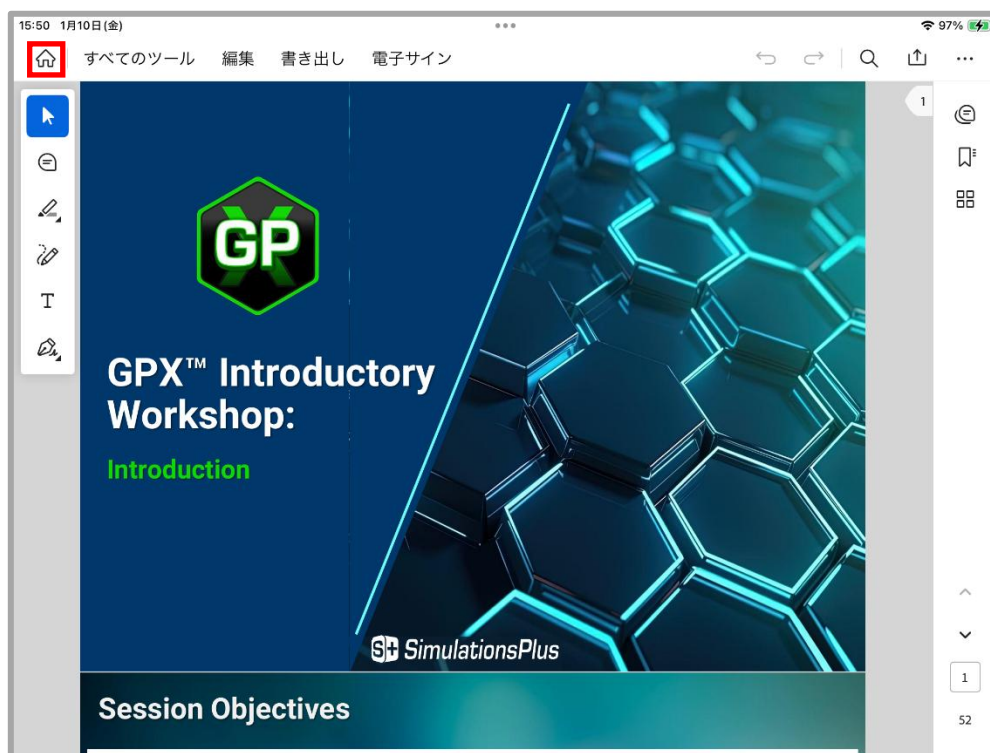 15:50 1月10日(金)
97%
すべてのツール 編集 書き出し 電子サイン
1
T
GP
X
GPX™ Introductory
Workshop:
Introduction
S+ SimulationsPlus
Session Objectives
1
52